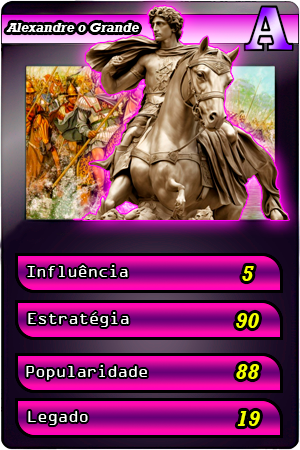 Alexandre o Grande
A
Influência 5
Estratégia 90
Popularidade 88
Legado 19